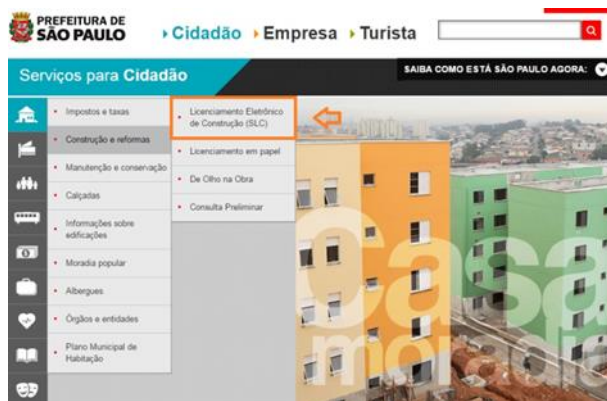 PREFEITURA DE
SÃO PAULO
Cidadão
Empresa
Turista
Serviços para Cidadão
SAIBA COMO ESTÁ SÃO PAULO AGORA:
Impostos e taxas
Construção e reformas
Manutenção e conservação
Calçadas
Informações sobre
edificações
Moradia popular
Albergues
Órgãos e entidades
Plano Municipal de
Habitação
Licenciamento Eletrônico
de Construção (SLC)
Licenciamento em papel
De Olho na Obra
Consulta Preliminar
Casa
moradia